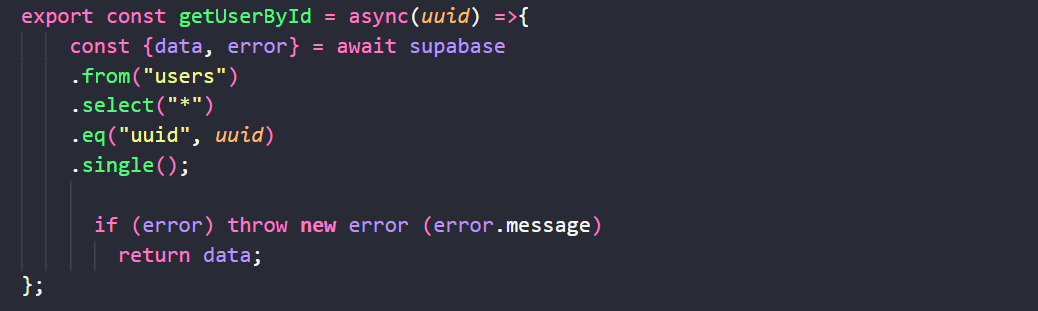 export const getUserById = async(uuid) =>{
const {data, error} = await supabase
.from("users")
.select("*")
.eq("uuid", uuid)
.single();
if (error) throw new error (error.message)
return data;
};